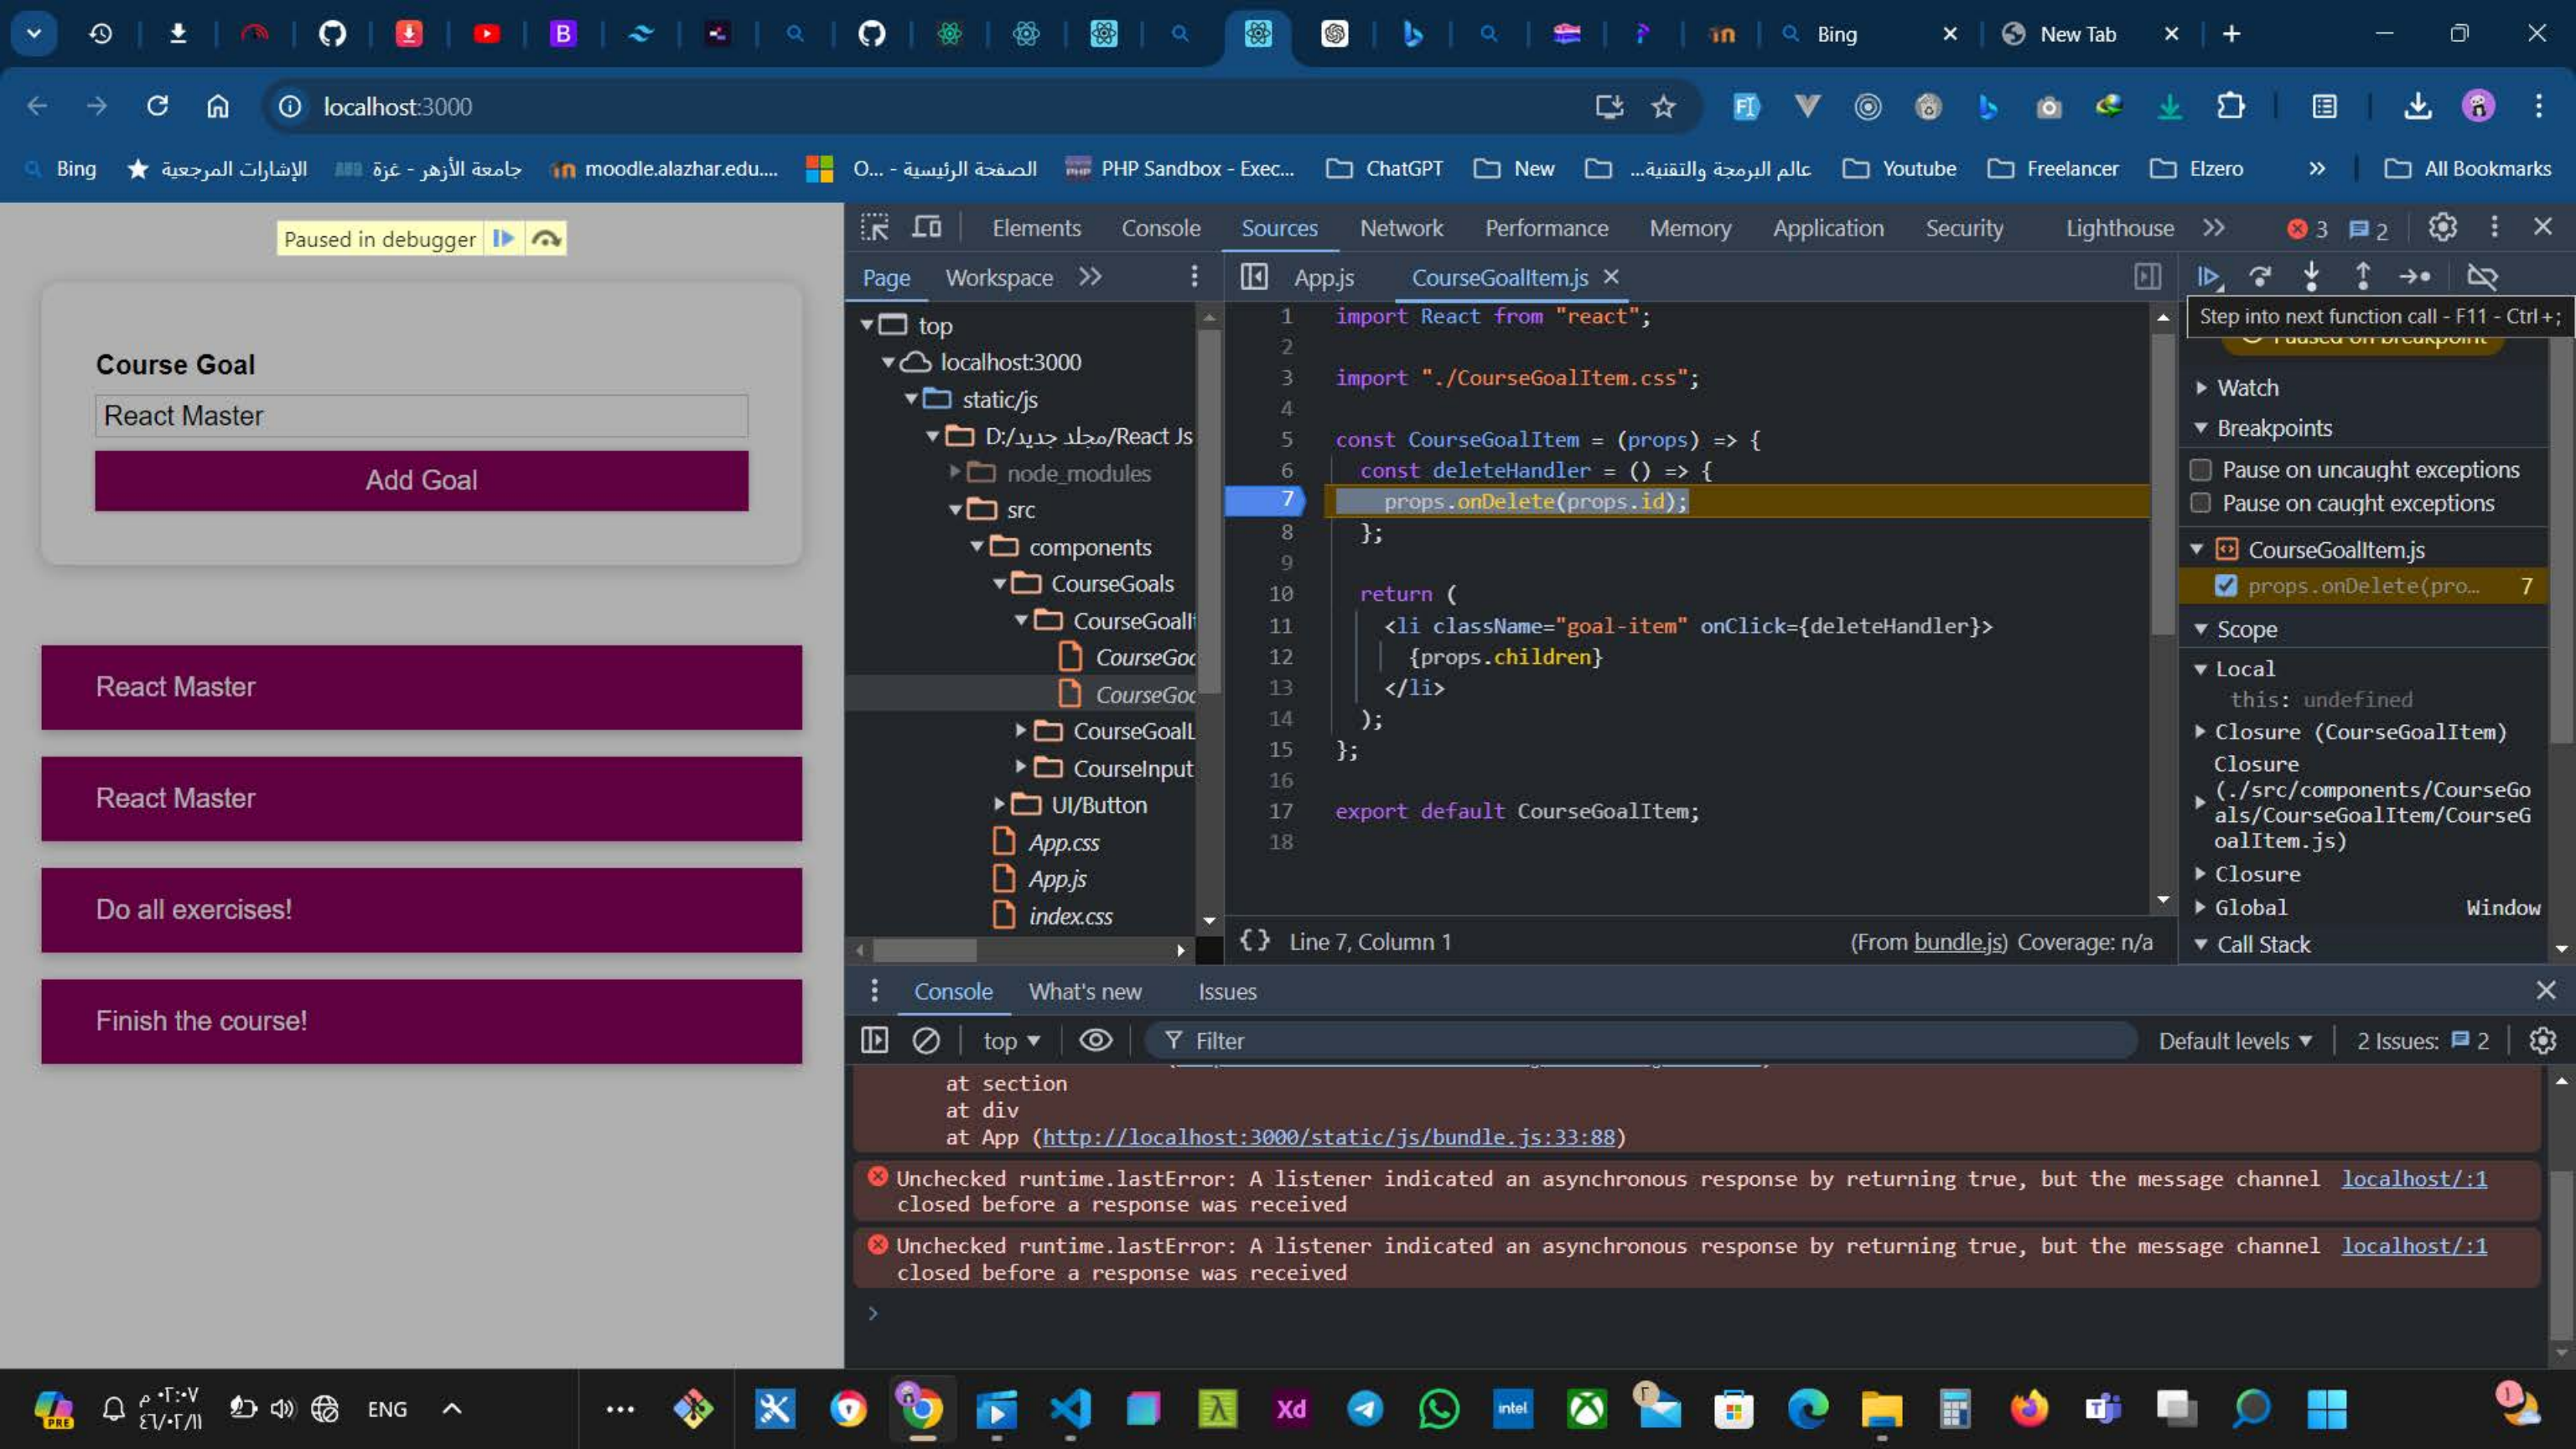 Bing
New Tab
localhost:3000
Bing
الإشارات المرجعية
جامعة الأزهر - غزة
moodle.alazhar.edu....
الصفحة الرئيسية - O...
PHP Sandbox - Exec...
ChatGPT
New
عالم البرمجة والتقنية...
Youtube
Freelancer
Elzero
All Bookmarks
Paused in debugger
Course Goal
React Master
Add Goal
React Master
React Master
Do all exercises!
Finish the course!
Elements Console Sources Network Performance Memory Application Security Lighthouse 3 2
Page Workspace
top
localhost:3000
static/js
D:/مجلد جديد/React Js
node_modules
src
components
CourseGoals
CourseGoalIt
CourseGoa
CourseGoa
CourseGoalL
CourseInput
UI/Button
App.css
App.js
index.css
App.js CourseGoalItem.js
1 import React from "react";
2
3 import "./CourseGoalItem.css";
4
5 const CourseGoalItem = (props) => {
6 const deleteHandler = () => {
7 props.onDelete(props.id);
8 };
9
10 return (
11 <li className="goal-item" onClick={deleteHandler}>
12 {props.children}
13 </li>
14 );
15 };
16
17 export default CourseGoalItem;
18
{} Line 7, Column 1 (From bundle.js) Coverage: n/a
Step into next function call - F11 - Ctrl+;
Paused on breakpoint
Watch
Breakpoints
Pause on uncaught exceptions
Pause on caught exceptions
CourseGoalItem.js
props.onDelete(pro... 7
Scope
Local
this: undefined
Closure (CourseGoalItem)
Closure
(./src/components/CourseGo
als/CourseGoalItem/CourseG
oalItem.js)
Closure
Global Window
Call Stack
Console What's new Issues
top Filter Default levels 2 Issues: 2
at section
at div
at App (http://localhost:3000/static/js/bundle.js:33:88)
Unchecked runtime.lastError: A listener indicated an asynchronous response by returning true, but the message channel localhost/:1
closed before a response was received
Unchecked runtime.lastError: A listener indicated an asynchronous response by returning true, but the message channel localhost/:1
closed before a response was received
PRE
م ٠٢:٠٧
ENG
Xd
intel
٢
١